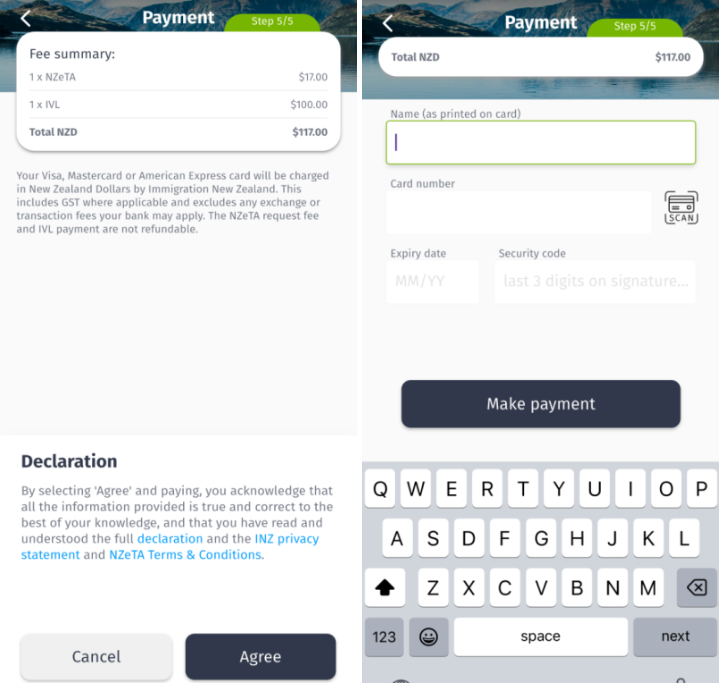 Payment
Step 5/5
Fee summary:
1 x NZeTA $17.00
1 x IVL $100.00
Total NZD $117.00
Your Visa, Mastercard or American Express card will be charged
in New Zealand Dollars by Immigration New Zealand. This
includes GST where applicable and excludes any exchange or
transaction fees your bank may apply. The NZeTA request fee
and IVL payment are not refundable.
Declaration
By selecting 'Agree' and paying, you acknowledge that
all the information provided is true and correct to the
best of your knowledge, and that you have read and
understood the full declaration and the INZ privacy
statement and NZeTA Terms & Conditions.
Cancel
Agree
Payment
Step 5/5
Total NZD $117.00
Name (as printed on card)
Card number
SCAN
Expiry date
Security code
MM/YY
last 3 digits on signature...
Make payment
Q W E R T Y U I O P
A S D F G H J K L
Z X C V B N M
123
space
next